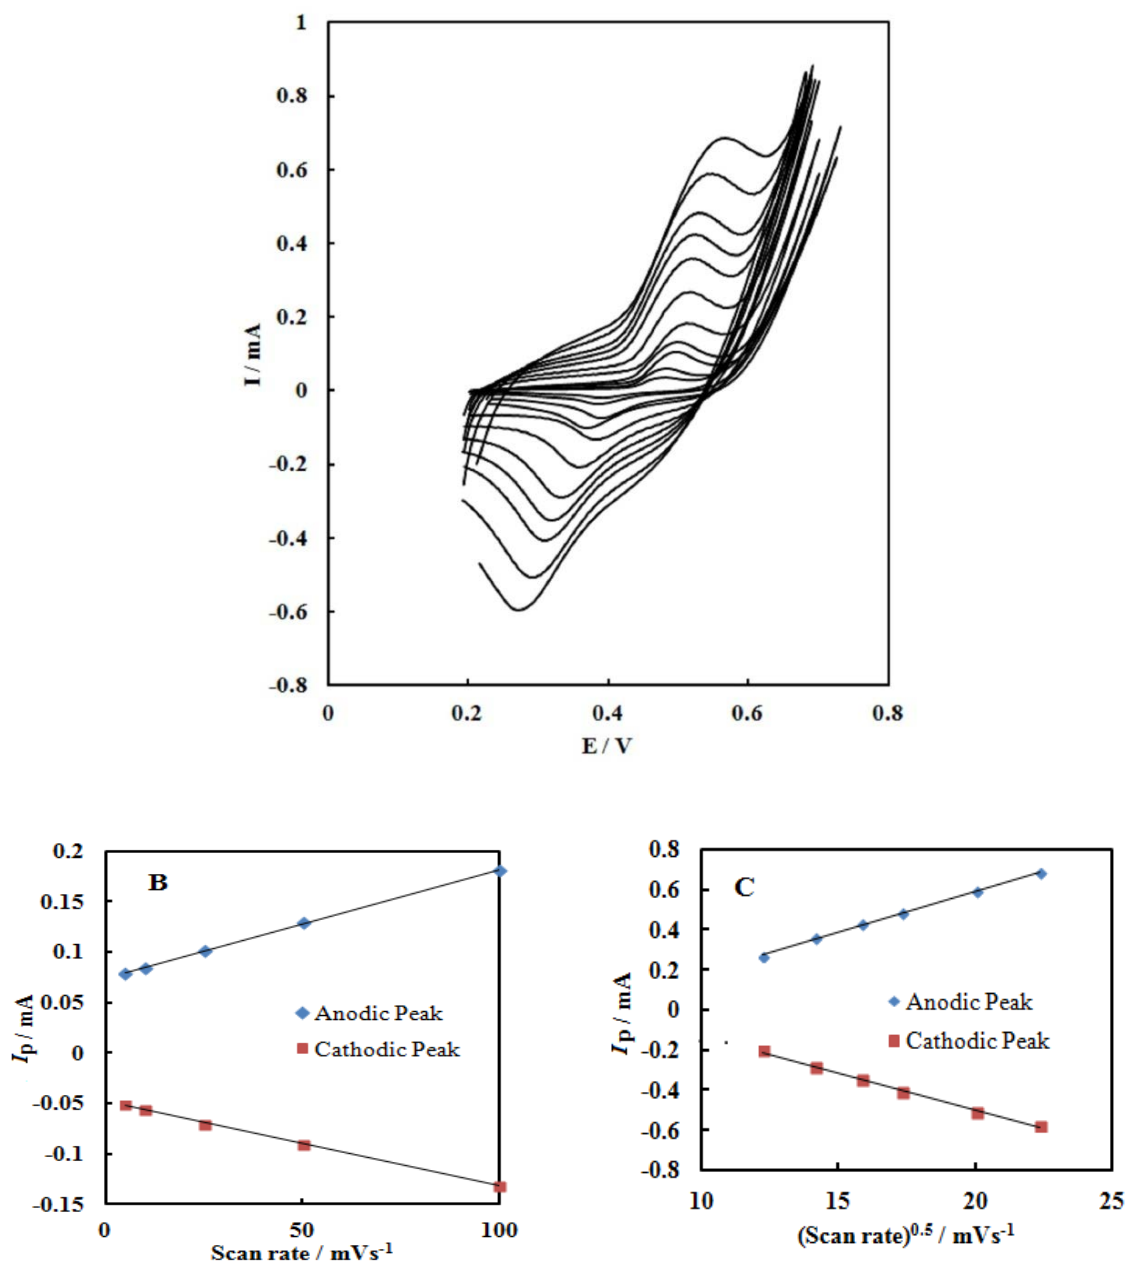 1
0.8
0.6
0.4
0.2
0
-0.2
-0.4
-0.6
-0.8
I / mA
0 0.2 0.4 0.6 0.8
E / V
B
0.2
0.15
0.1
0.05
0
-0.05
-0.1
-0.15
Ip / mA
Anodic Peak
Cathodic Peak
0 50 100
Scan rate / mVs-1
C
0.8
0.6
0.4
0.2
0
-0.2
-0.4
-0.6
-0.8
Ip / mA
Anodic Peak
Cathodic Peak
10 15 20 25
(Scan rate)0.5 / mVs-1